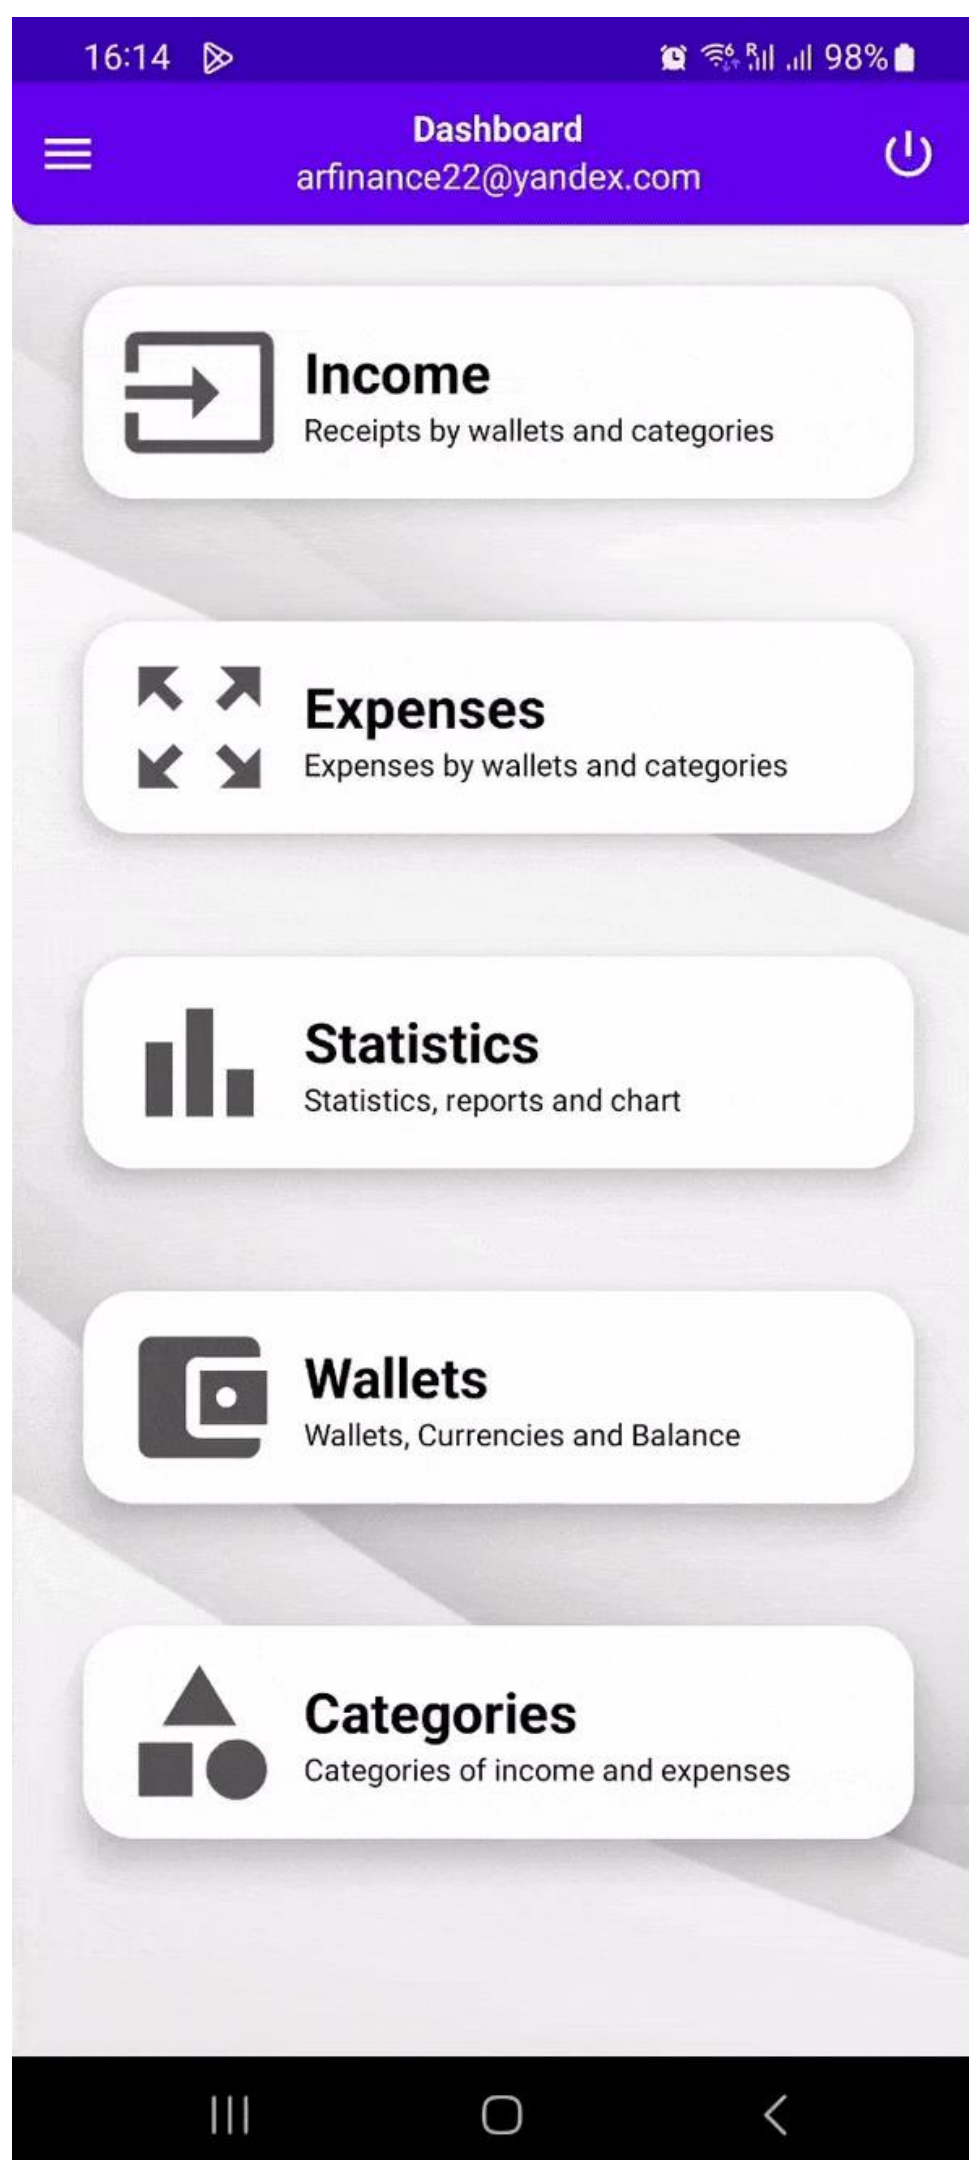 16:14
98%
Dashboard
arfinance22@yandex.com
Income
Receipts by wallets and categories
Expenses
Expenses by wallets and categories
Statistics
Statistics, reports and chart
Wallets
Wallets, Currencies and Balance
Categories
Categories of income and expenses